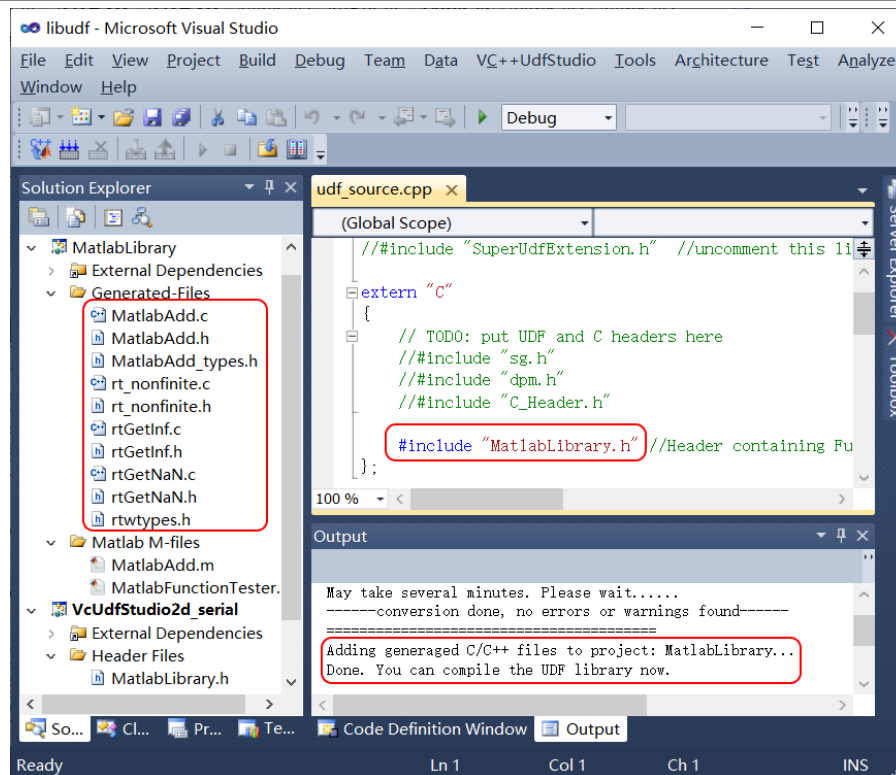 libudf - Microsoft Visual Studio
File Edit View Project Build Debug Team Data VC++UdfStudio Tools Architecture Test Analyze
Window Help
Debug
Solution Explorer
MatlabLibrary
External Dependencies
Generated-Files
MatlabAdd.c
MatlabAdd.h
MatlabAdd_types.h
rt_nonfinite.c
rt_nonfinite.h
rtGetInf.c
rtGetInf.h
rtGetNaN.c
rtGetNaN.h
rtwtypes.h
Matlab M-files
MatlabAdd.m
MatlabFunctionTester.
VcUdfStudio2d_serial
External Dependencies
Header Files
MatlabLibrary.h
So... Cl... Pr... Te...
udf_source.cpp
(Global Scope)
//#include "SuperUdfExtension.h" //uncomment this li
extern "C"
{
// TODO: put UDF and C headers here
//#include "sg.h"
//#include "dpm.h"
//#include "C_Header.h"
#include "MatlabLibrary.h" //Header containing Fu
};
100 %
Output
May take several minutes. Please wait......
------conversion done, no errors or warnings found------
=========================================
Adding generaged C/C++ files to project: MatlabLibrary...
Done. You can compile the UDF library now.
Code Definition Window Output
Server Explorer
Toolbox
Ready Ln 1 Col 1 Ch 1 INS